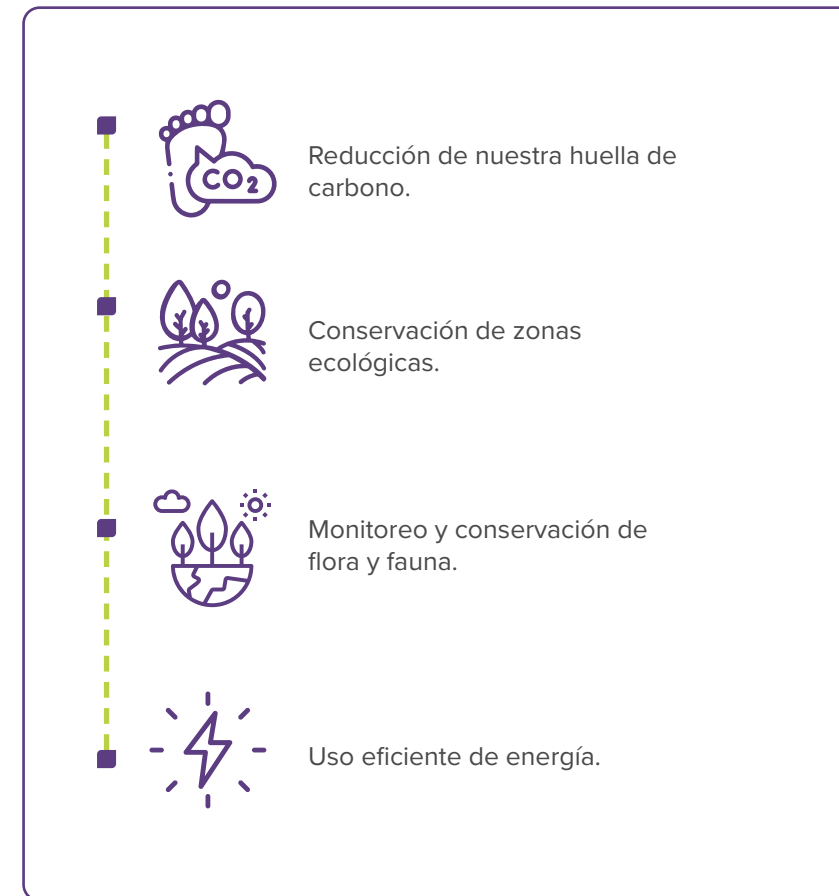 CO2
Reducción de nuestra huella de
carbono.
Conservación de zonas
ecológicas.
Monitoreo y conservación de
flora y fauna.
Uso eficiente de energía.